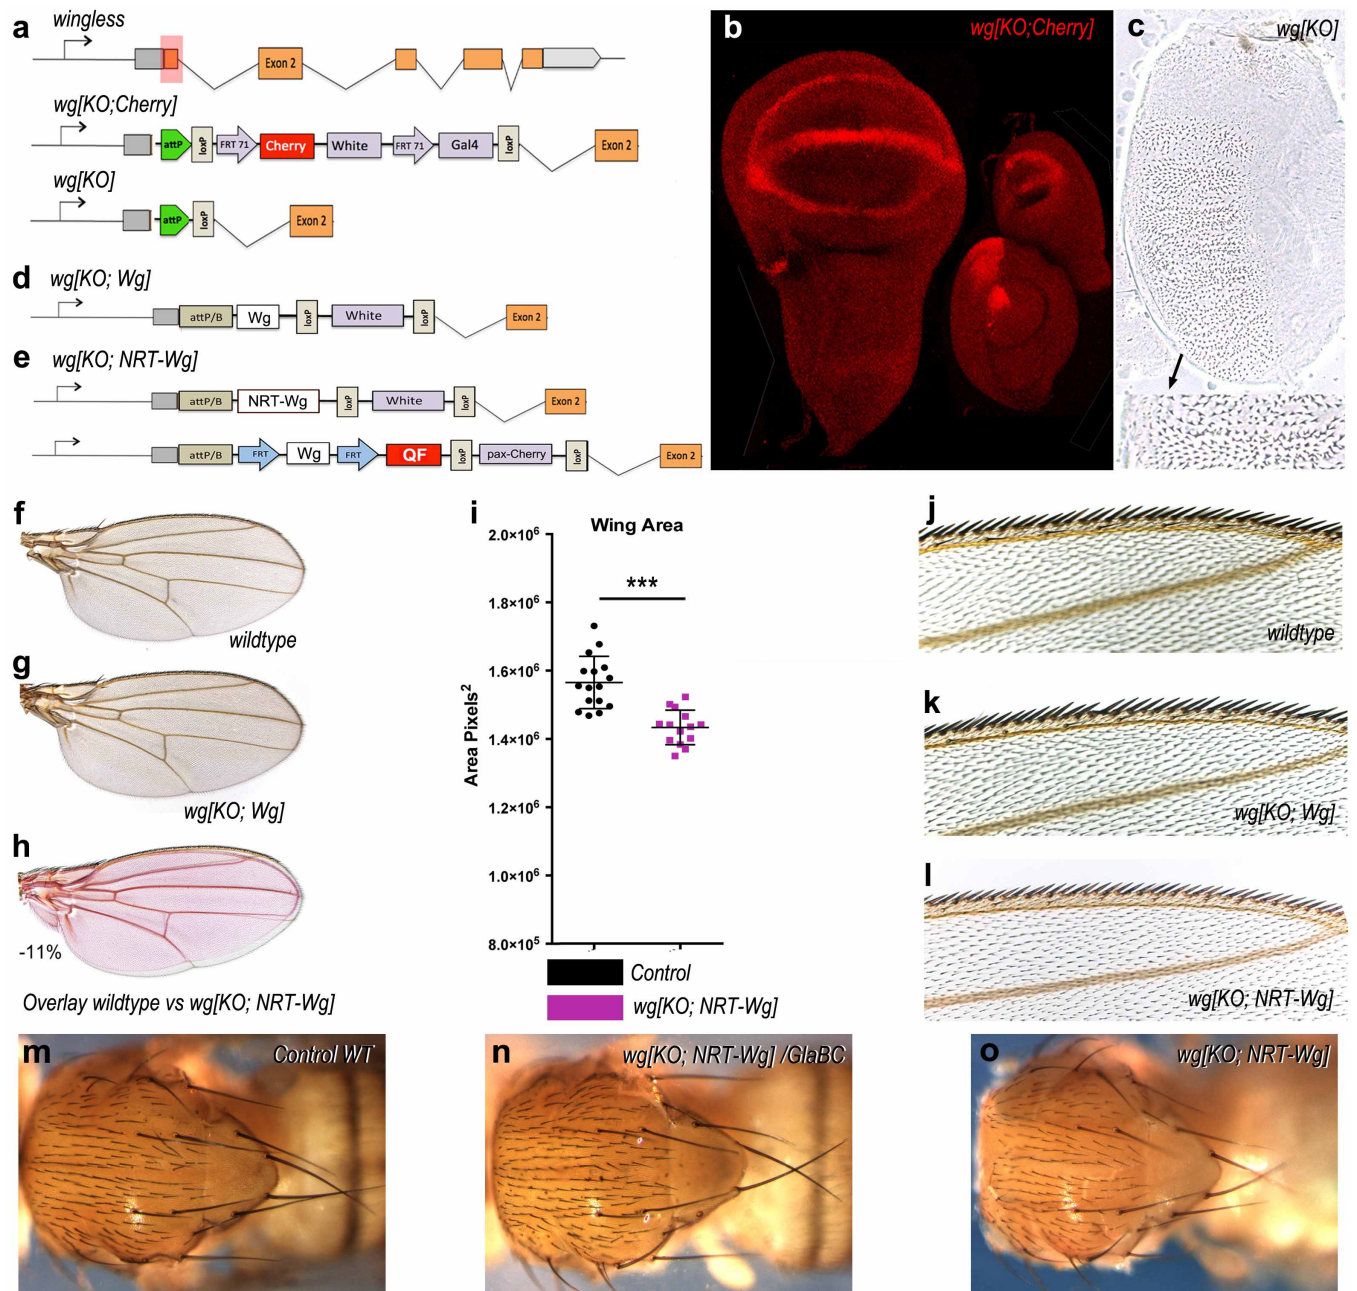 a
wingless
Exon 2
wg[KO;Cherry]
attP loxP FRT 71 Cherry White FRT 71 Gal4 loxP Exon 2
wg[KO]
attP loxP Exon 2
b
wg[KO;Cherry]
c
wg[KO]
d
wg[KO; Wg]
attP/B Wg loxP White loxP Exon 2
e
wg[KO; NRT-Wg]
attP/B NRT-Wg loxP White loxP Exon 2
attP/B FRT Wg FRT QF loxP pax-Cherry loxP Exon 2
f
wildtype
g
wg[KO; Wg]
h
-11%
Overlay wildtype vs wg[KO; NRT-Wg]
i
Wing Area
***
Area Pixels²
2.0×10⁶
1.8×10⁶
1.6×10⁶
1.4×10⁶
1.2×10⁶
1.0×10⁶
8.0×10⁵
Control
wg[KO; NRT-Wg]
j
wildtype
k
wg[KO; Wg]
l
wg[KO; NRT-Wg]
m
Control WT
n
wg[KO; NRT-Wg] /GlaBC
o
wg[KO; NRT-Wg]